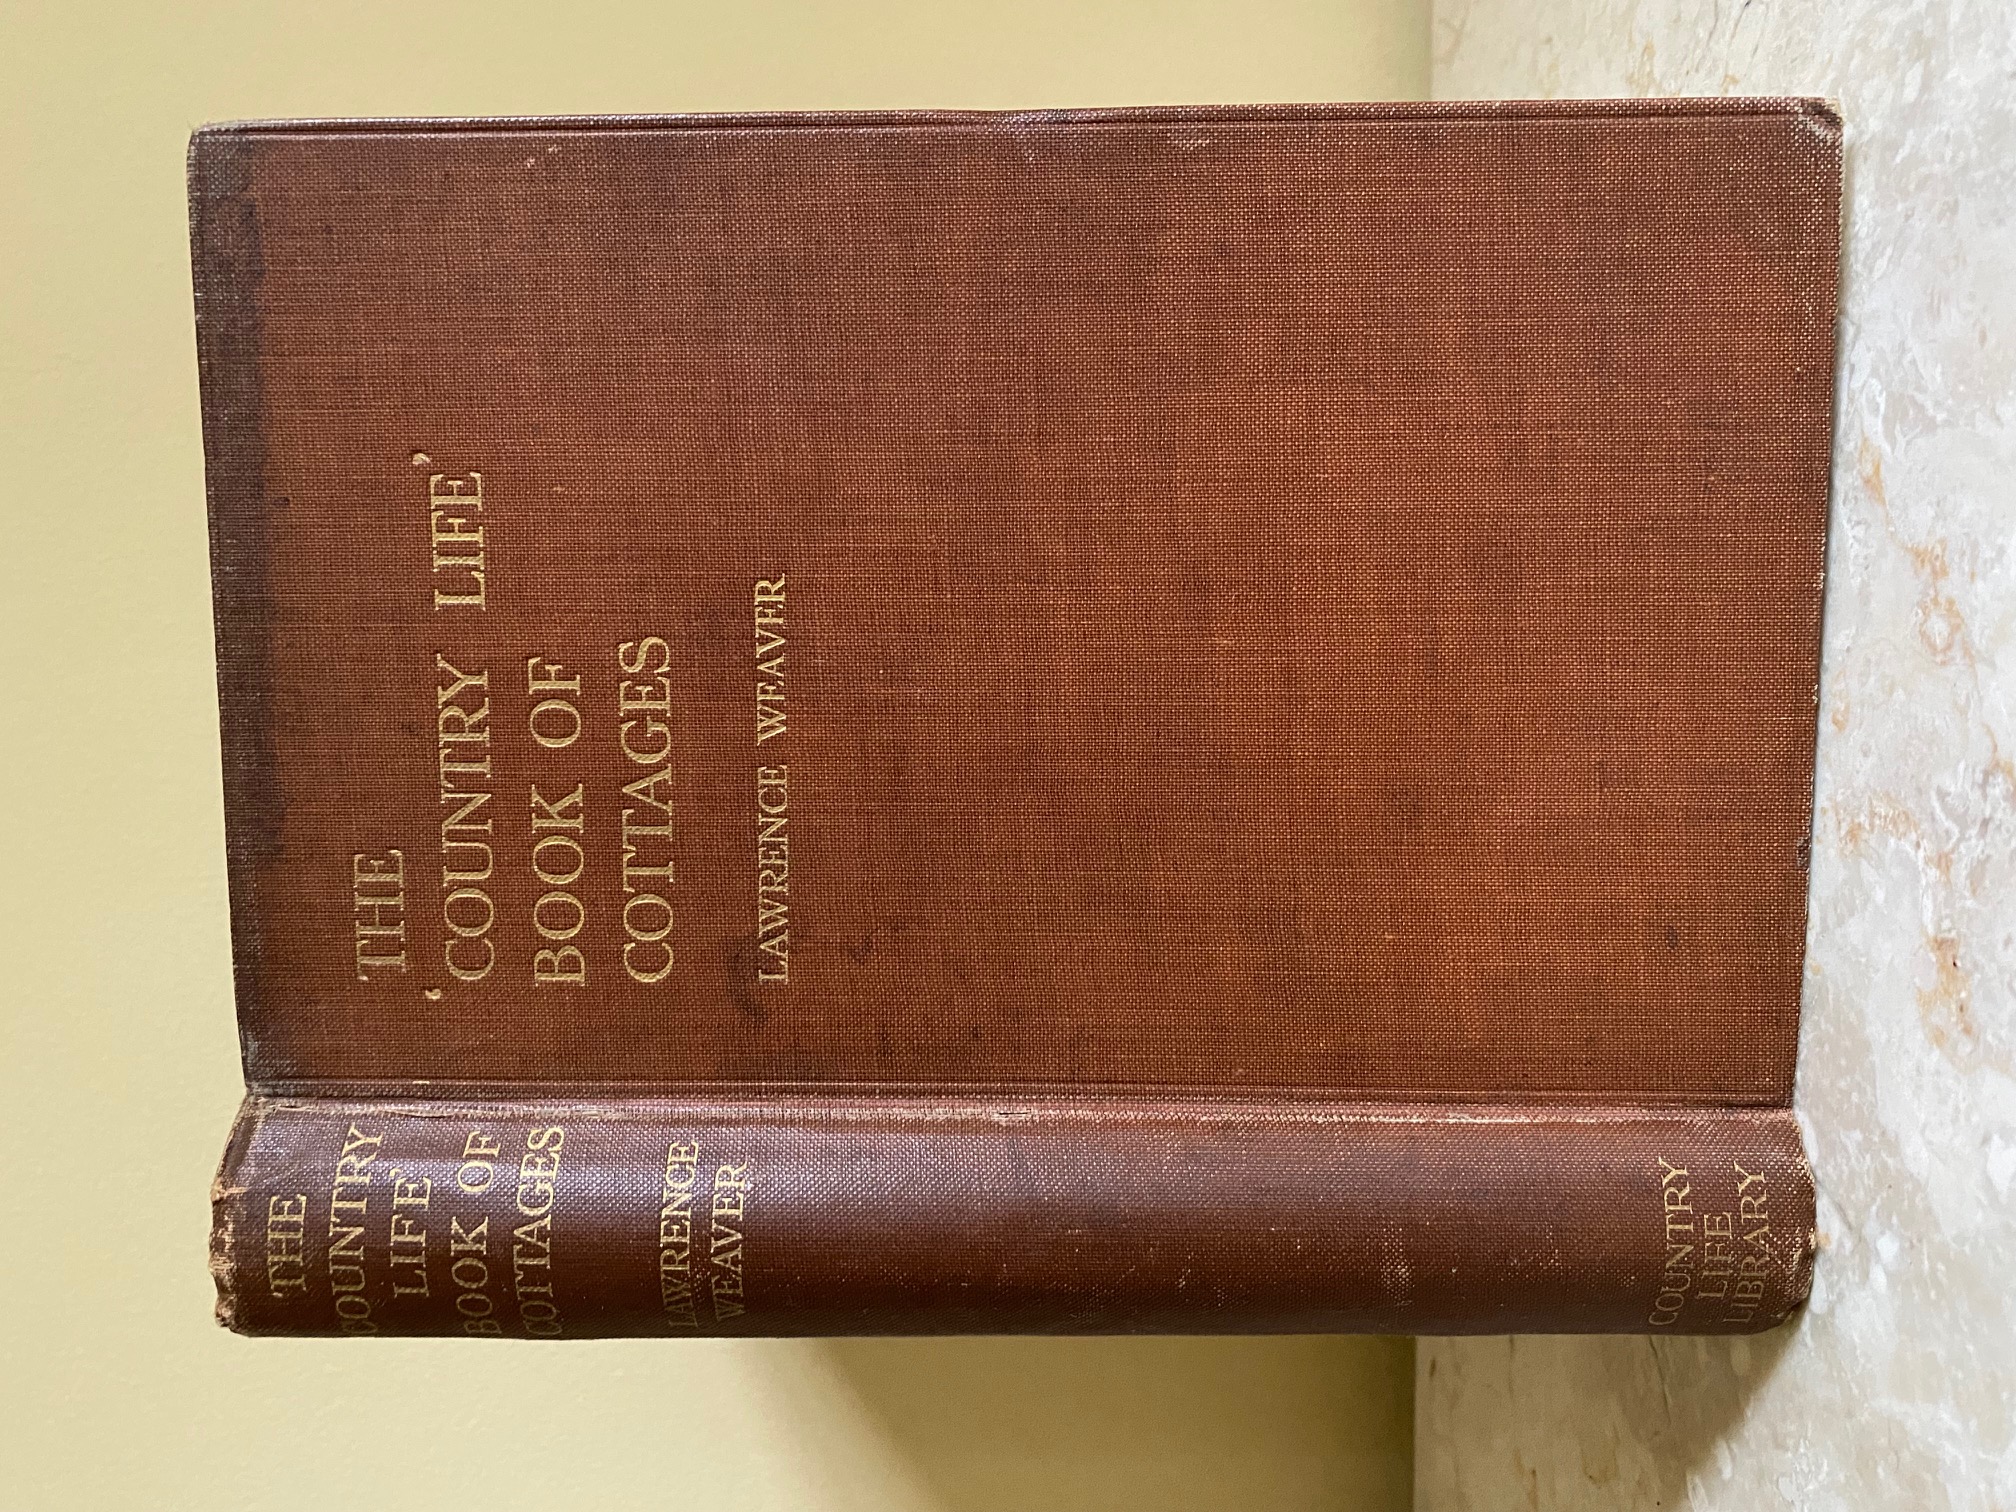 THE
‘COUNTRY LIFE’
BOOK OF
COTTAGES
LAWRENCE WEAVER
THE
COUNTRY
LIFE’
BOOK OF
COTTAGES
LAWRENCE
WEAVER
COUNTRY
LIFE
LIBRARY